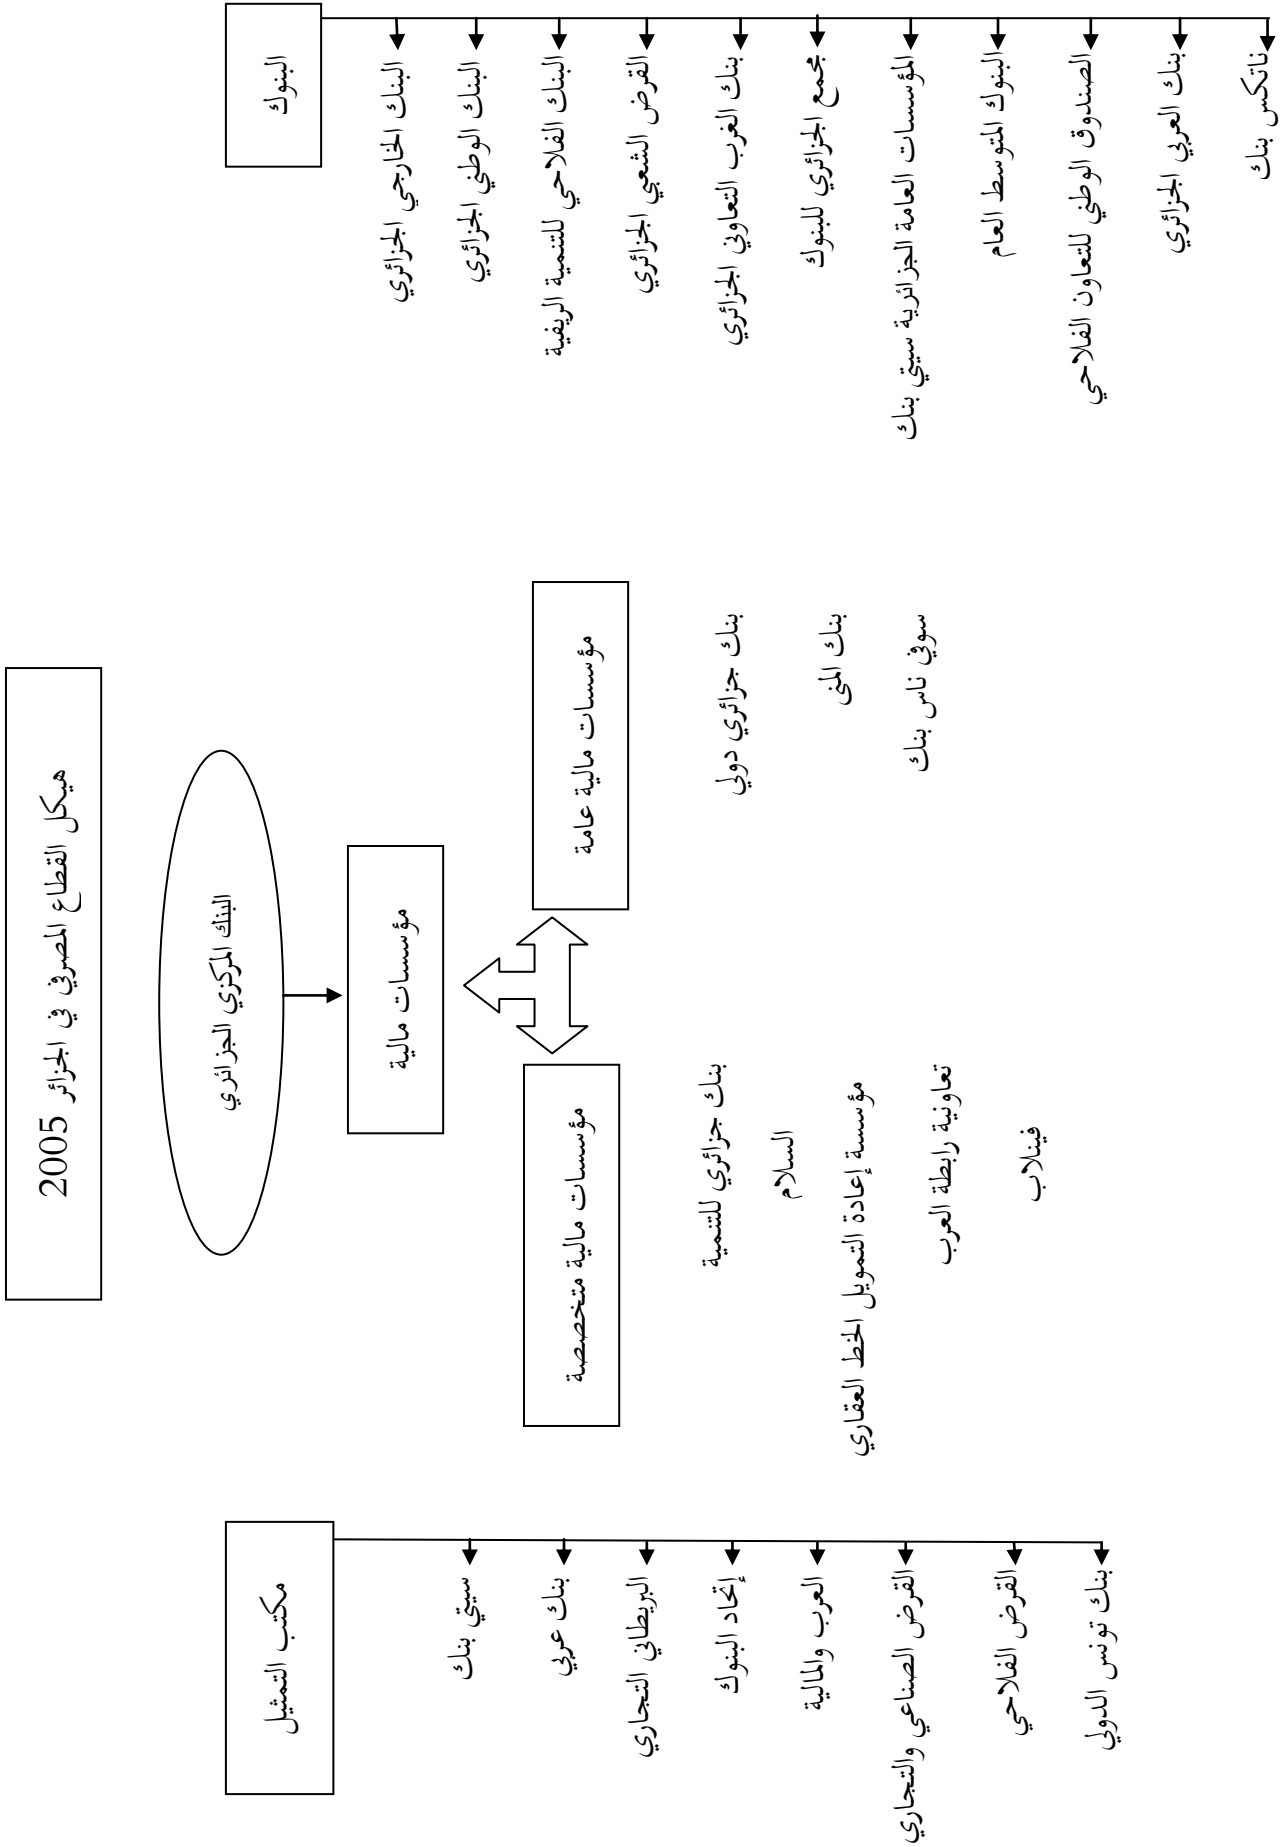 هيكل القطاع المصرفي في الجزائر 2005
البنك المركزي الجزائري
البنوك
البنك الخارجي الجزائري
البنك الوطني الجزائري
البنك الفلاحي للتنمية الريفية
القرض الشعبي الجزائري
بنك الغرب التعاوني الجزائري
مجمع الجزائري للبنوك
المؤسسات العامة الجزائرية سيتي بنك
البنوك المتوسط العام
الصندوق الوطني للتعاون الفلاحي
بنك العربي الجزائري
ناتكس بنك
مؤسسات مالية
مؤسسات مالية عامة
بنك جزائري دولي
بنك المنى
سوفي ناس بنك
مؤسسات مالية متخصصة
بنك جزائري للتنمية
السلام
مؤسسة إعادة التمويل الخط العقاري
تعاونية رابطة العرب
فينلاب
مكتب التمثيل
سيتي بنك
بنك عربي
البريطاني التجاري
إتحاد البنوك
العرب والمالية
القرض الصناعي والتجاري
القرض الفلاحي
بنك تونس الدولي